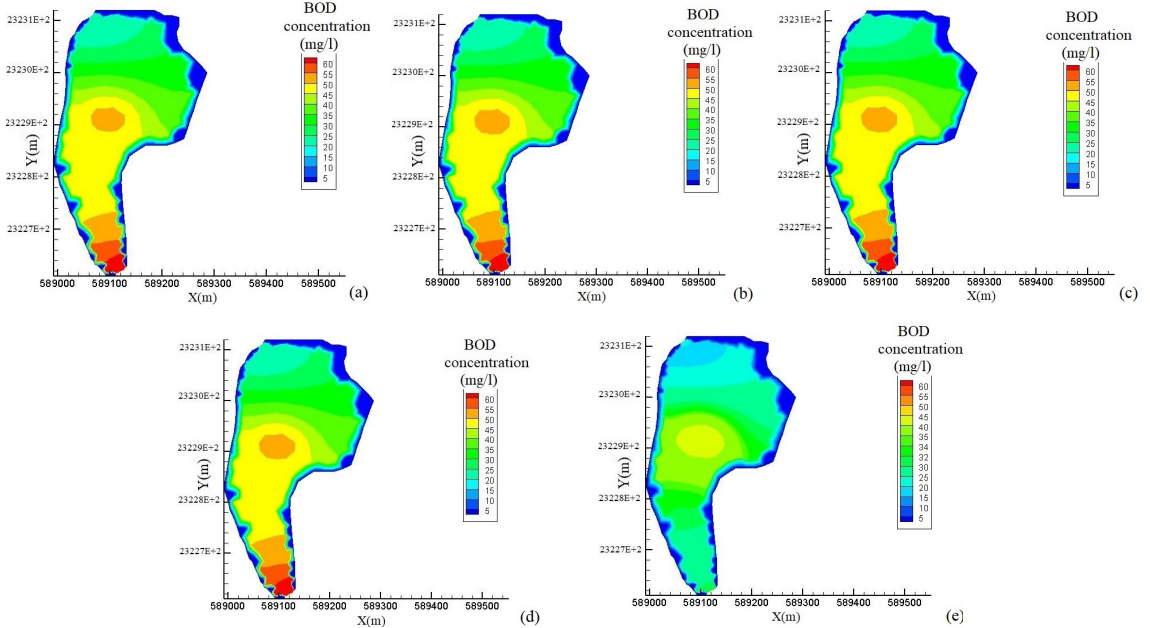 BOD
concentration
(mg/l)
60
55
50
45
40
35
30
25
20
15
10
5
23231E+2
23230E+2
23229E+2
23228E+2
23227E+2
Y(m)
589000 589100 589200 589300 589400 589500
X(m)
(a)
BOD
concentration
(mg/l)
60
55
50
45
40
35
30
25
20
15
10
5
23231E+2
23230E+2
23229E+2
23228E+2
23227E+2
Y(m)
589000 589100 589200 589300 589400 589500
X(m)
(b)
BOD
concentration
(mg/l)
60
55
50
45
40
35
30
25
20
15
10
5
23231E+2
23230E+2
23229E+2
23228E+2
23227E+2
Y(m)
589000 589100 589200 589300 589400 589500
X(m)
(c)
BOD
concentration
(mg/l)
60
55
50
45
40
35
30
25
20
15
10
5
23231E+2
23230E+2
23229E+2
23228E+2
23227E+2
Y(m)
589000 589100 589200 589300 589400 589500
X(m)
(d)
BOD
concentration
(mg/l)
60
55
50
45
40
35
34
32
30
25
20
15
10
5
23231E+2
23230E+2
23229E+2
23228E+2
23227E+2
Y(m)
589000 589100 589200 589300 589400 589500
X(m)
(e)